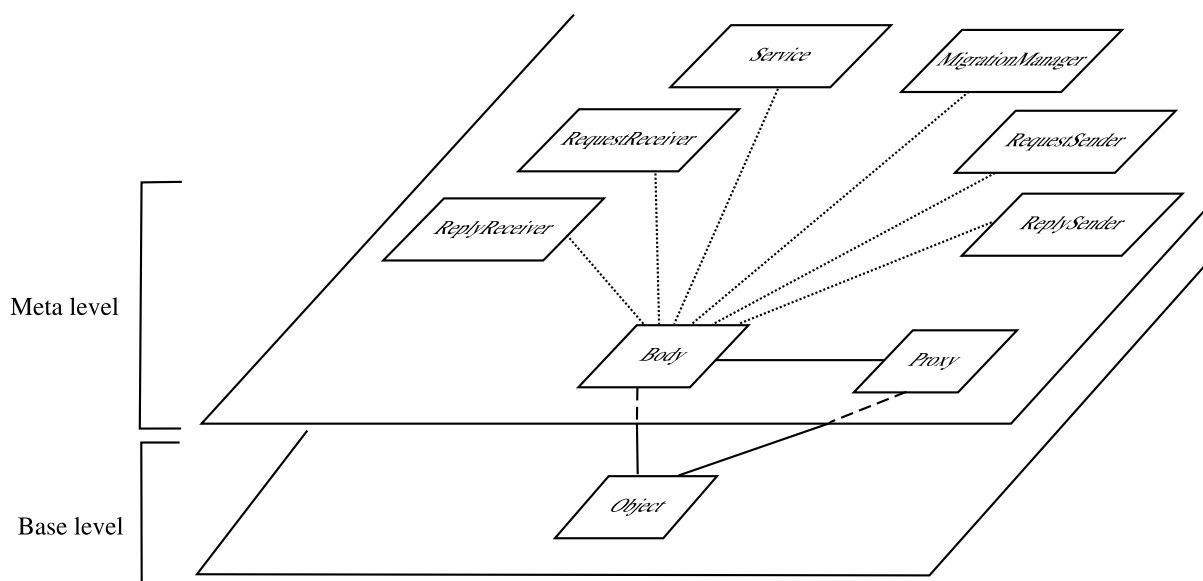 Service
MigrationManager
RequestReceiver
RequestSender
ReplyReceiver
ReplySender
Meta level
Body
Proxy
Object
Base level